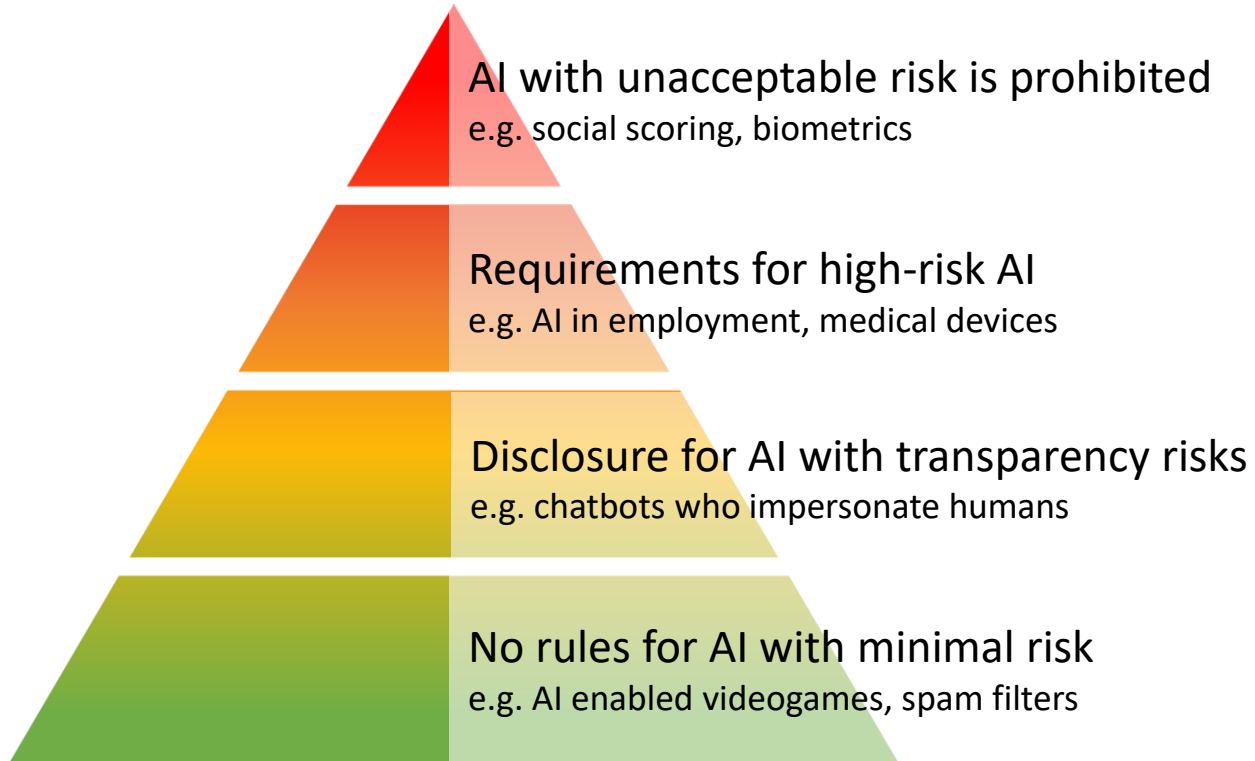 AI with unacceptable risk is prohibited
e.g. social scoring, biometrics
Requirements for high-risk AI
e.g. AI in employment, medical devices
Disclosure for AI with transparency risks
e.g. chatbots who impersonate humans
No rules for AI with minimal risk
e.g. AI enabled videogames, spam filters